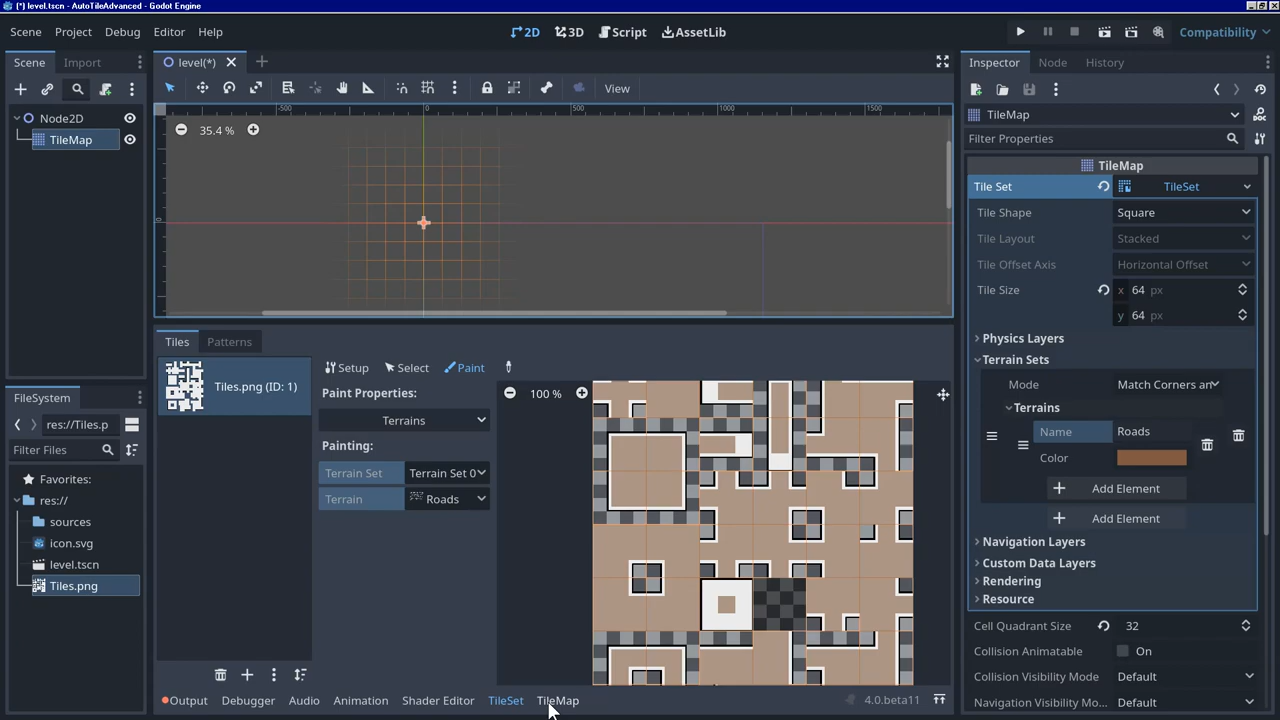 (*) level.tscn - AutoTileAdvanced - Godot Engine
Scene Project Debug Editor Help
2D 3D Script AssetLib
Compatibility
Scene Import
level(*)
Inspector Node History
View
Node2D
TileMap
-500 0 500 1000 1500
35.4 %
0
TileMap
Filter Properties
TileMap
Tile Set TileSet
Tile Shape Square
Tile Layout Stacked
Tile Offset Axis Horizontal Offset
Tile Size x 64 px
y 64 px
Physics Layers
Terrain Sets
Mode Match Corners an
Terrains
Name Roads
Color
Add Element
Add Element
Navigation Layers
Custom Data Layers
Rendering
Resource
Cell Quadrant Size 32
Collision Animatable On
Collision Visibility Mode Default
Navigation Visibility Mo... Default
Tiles Patterns
Tiles.png (ID: 1)
Setup Select Paint
Paint Properties:
Terrains
Painting:
Terrain Set Terrain Set 0
Terrain Roads
100 %
FileSystem
res://Tiles.p
Filter Files
Favorites:
res://
sources
icon.svg
level.tscn
Tiles.png
Output Debugger Audio Animation Shader Editor TileSet TileMap
4.0.beta11